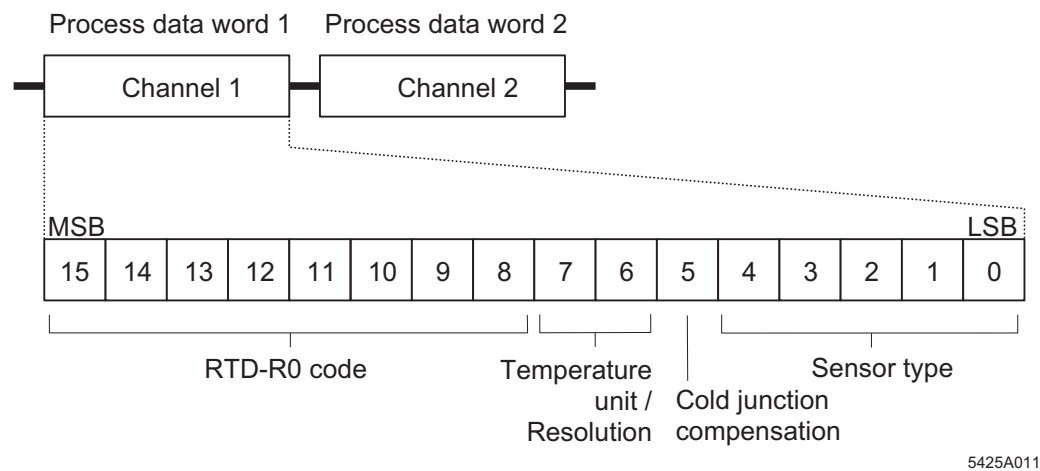 Process data word 1 Process data word 2
Channel 1 Channel 2
MSB LSB
15 14 13 12 11 10 9 8 7 6 5 4 3 2 1 0
RTD-R0 code
Temperature
unit /
Resolution
Cold junction
compensation
Sensor type
5425A011